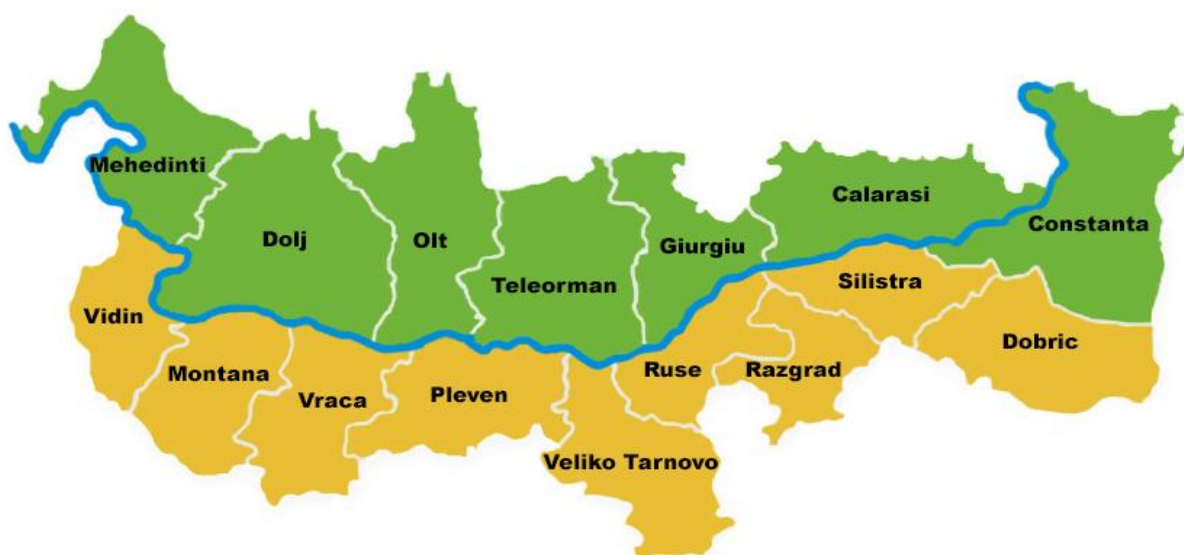 Mehedinti
Dolj
Olt
Teleorman
Giurgiu
Calarasi
Constanta
Vidin
Montana
Vraca
Pleven
Veliko Tarnovo
Ruse
Razgrad
Silistra
Dobric